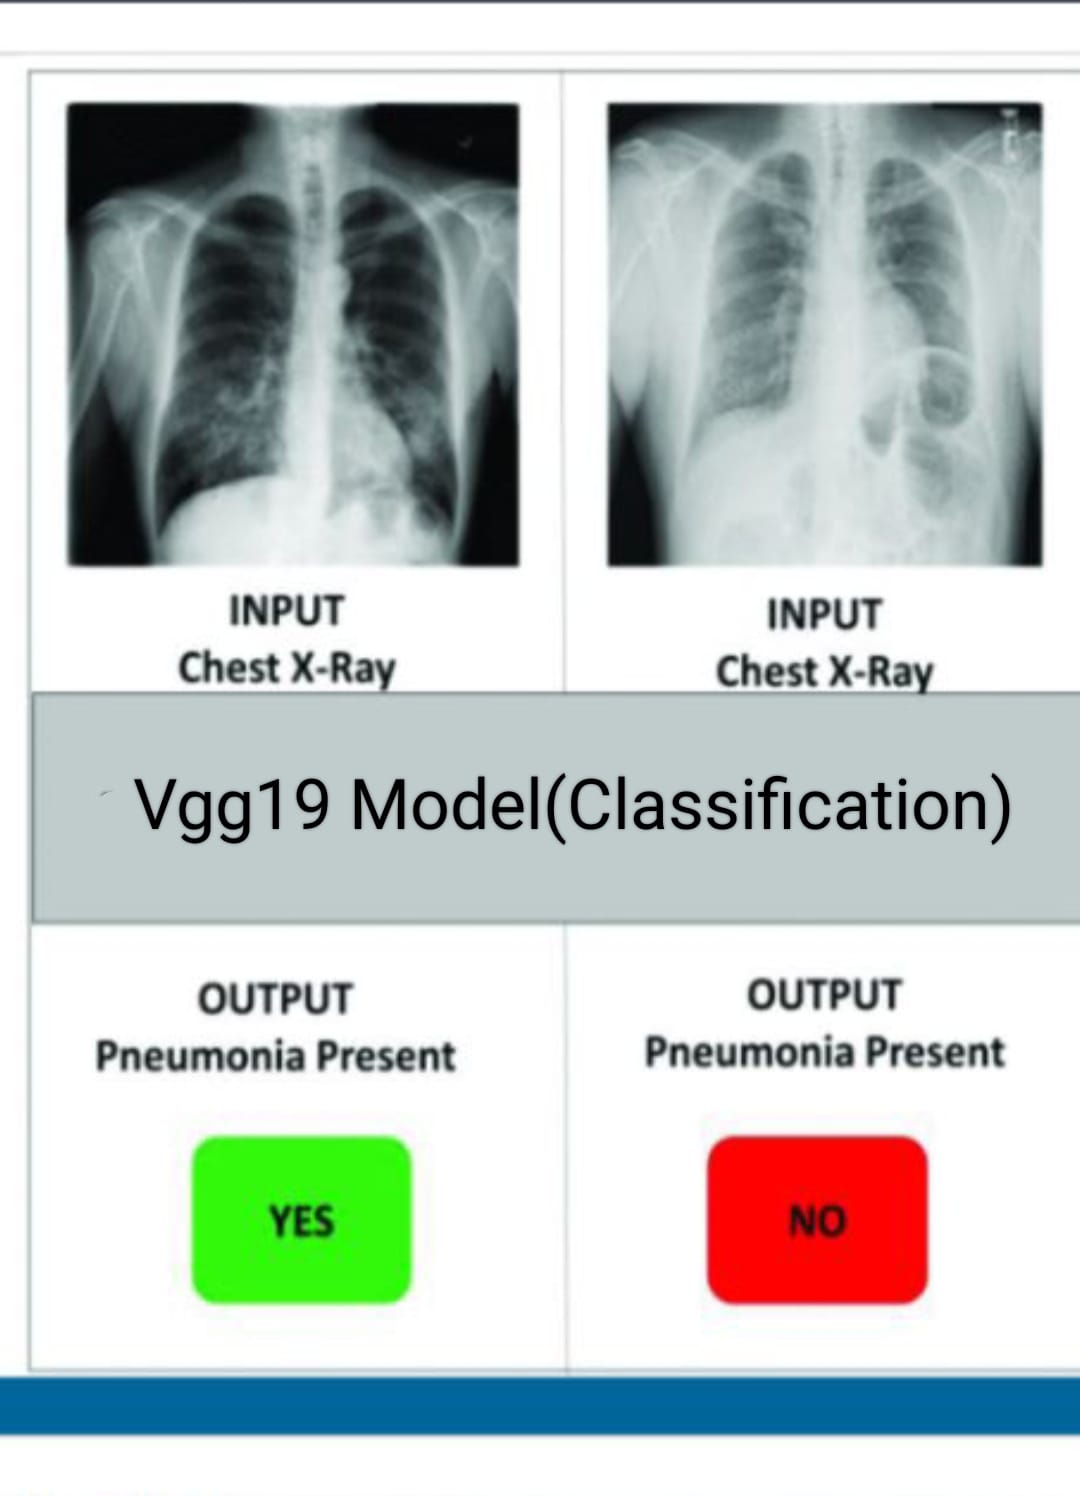 INPUT
Chest X-Ray
INPUT
Chest X-Ray
Vgg19 Model(Classification)
OUTPUT
Pneumonia Present
OUTPUT
Pneumonia Present
YES
NO